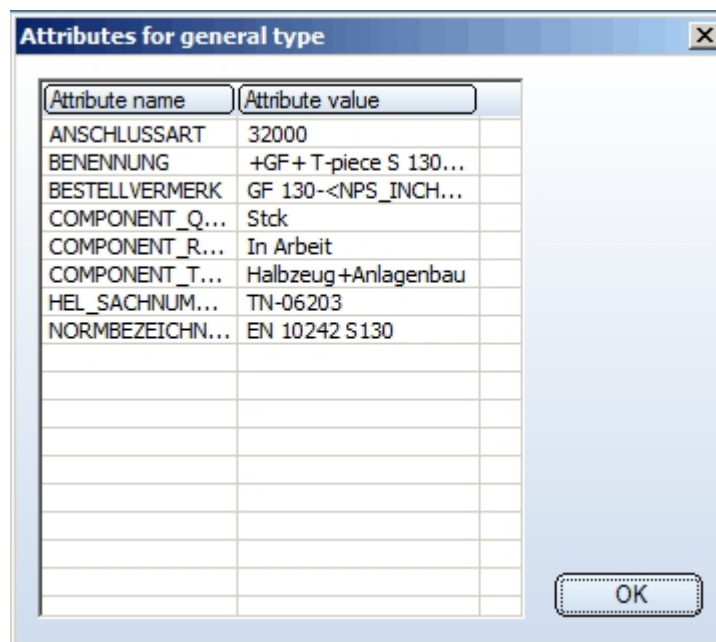 Attributes for general type
Attribute name Attribute value
ANSCHLUSSART 32000
BENENNUNG +GF+ T-piece S 130...
BESTELLVERMERK GF 130-<NPS_INCH...
COMPONENT_Q... Stck
COMPONENT_R... In Arbeit
COMPONENT_T... Halbzeug+Anlagenbau
HEL_SACHNUM... TN-06203
NORMBEZEICHN... EN 10242 S130
OK